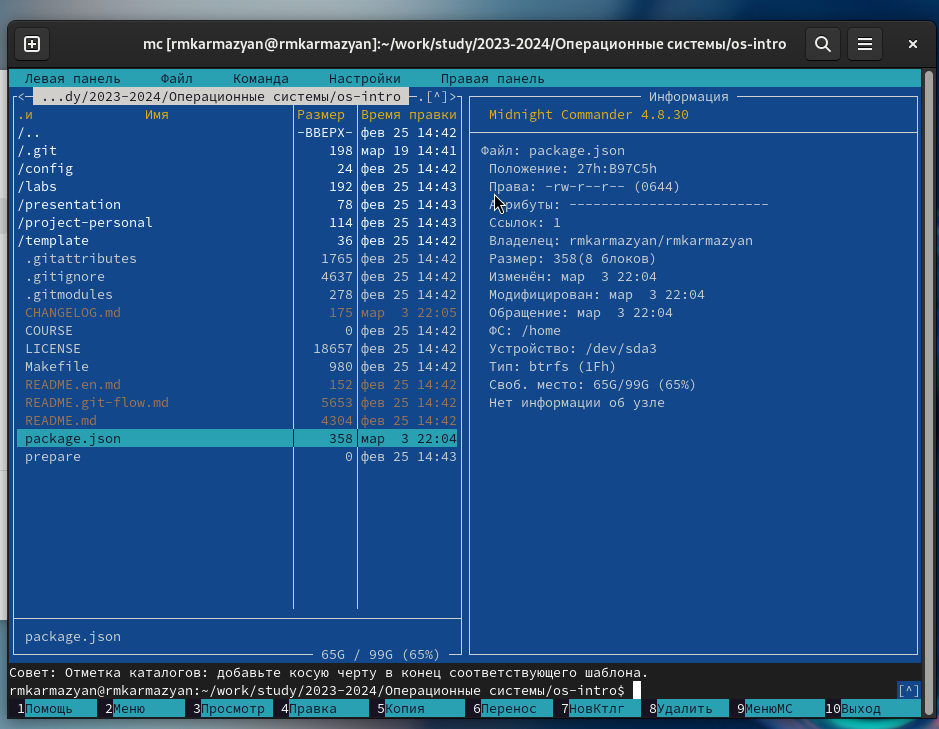 mc [rmkarmazyan@rmkarmazyan]:~/work/study/2023-2024/Операционные системы/os-intro
Левая панель Файл Команда Настройки Правая панель
<─ ...dy/2023-2024/Операционные системы/os-intro ─.[^]>
.и Имя Размер Время правки
/.. -ВВЕРХ- фев 25 14:42
/.git 198 мар 19 14:41
/config 24 фев 25 14:42
/labs 192 фев 25 14:43
/presentation 78 фев 25 14:43
/project-personal 114 фев 25 14:43
/template 36 фев 25 14:42
.gitattributes 1765 фев 25 14:42
.gitignore 4637 фев 25 14:42
.gitmodules 278 фев 25 14:42
CHANGELOG.md 175 мар 3 22:05
COURSE 0 фев 25 14:42
LICENSE 18657 фев 25 14:42
Makefile 980 фев 25 14:42
README.en.md 152 фев 25 14:42
README.git-flow.md 5653 фев 25 14:42
README.md 4304 фев 25 14:42
package.json 358 мар 3 22:04
prepare 0 фев 25 14:43
package.json
65G / 99G (65%)
Информация
Midnight Commander 4.8.30
Файл: package.json
Положение: 27h:B97C5h
Права: -rw-r--r-- (0644)
Атрибуты: -------------------------
Ссылок: 1
Владелец: rmkarmazyan/rmkarmazyan
Размер: 358(8 блоков)
Изменён: мар 3 22:04
Модифицирован: мар 3 22:04
Обращение: мар 3 22:04
ФС: /home
Устройство: /dev/sda3
Тип: btrfs (1Fh)
Своб. место: 65G/99G (65%)
Нет информации об узле
Совет: Отметка каталогов: добавьте косую черту в конец соответствующего шаблона.
rmkarmazyan@rmkarmazyan:~/work/study/2023-2024/Операционные системы/os-intro$ [^]
1Помощь 2Меню 3Просмотр 4Правка 5Копия 6Перенос 7НовКтлг 8Удалить 9МенюМС 10Выход